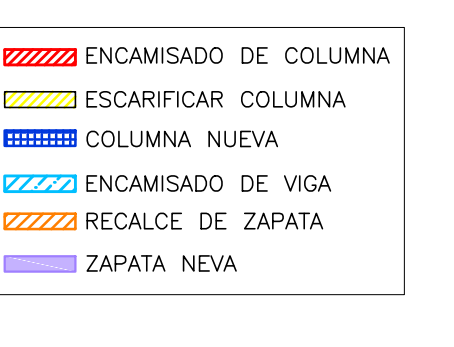 ENCAMISADO DE COLUMNA
ESCARIFICAR COLUMNA
COLUMNA NUEVA
ENCAMISADO DE VIGA
RECALCE DE ZAPATA
ZAPATA NEVA